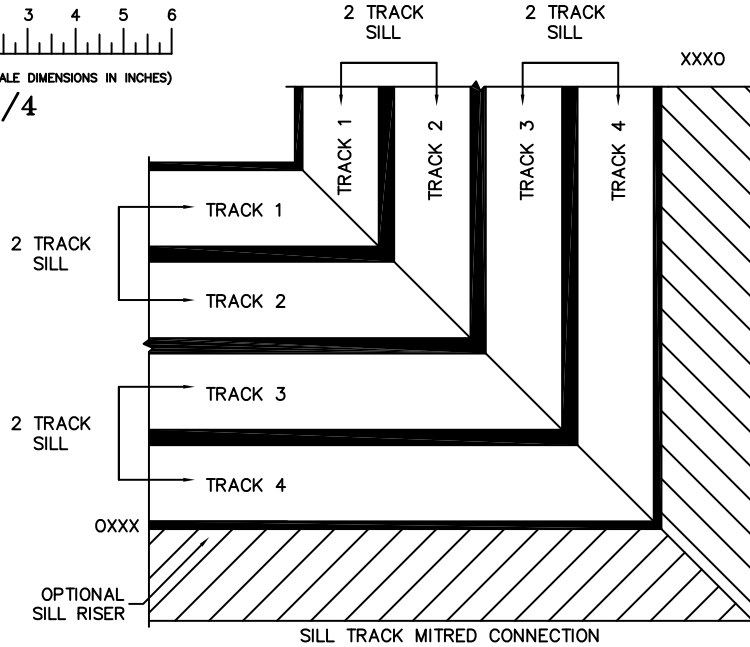 3 4 5 6
ALE DIMENSIONS IN INCHES)
/4
2 TRACK
SILL
2 TRACK
SILL
XXXO
TRACK 1
TRACK 2
TRACK 3
TRACK 4
TRACK 1
2 TRACK
SILL
TRACK 2
TRACK 3
2 TRACK
SILL
TRACK 4
OXXX
OPTIONAL
SILL RISER
SILL TRACK MITRED CONNECTION